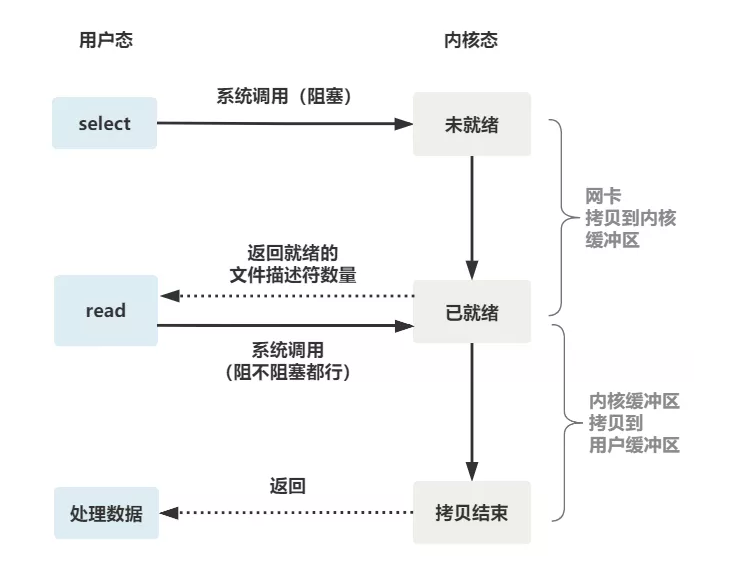 用户态
内核态
系统调用（阻塞）
select
未就绪
网卡
拷贝到内核
缓冲区
返回就绪的
文件描述符数量
read
已就绪
系统调用
（阻不阻塞都行）
内核缓冲区
拷贝到
用户缓冲区
返回
处理数据
拷贝结束